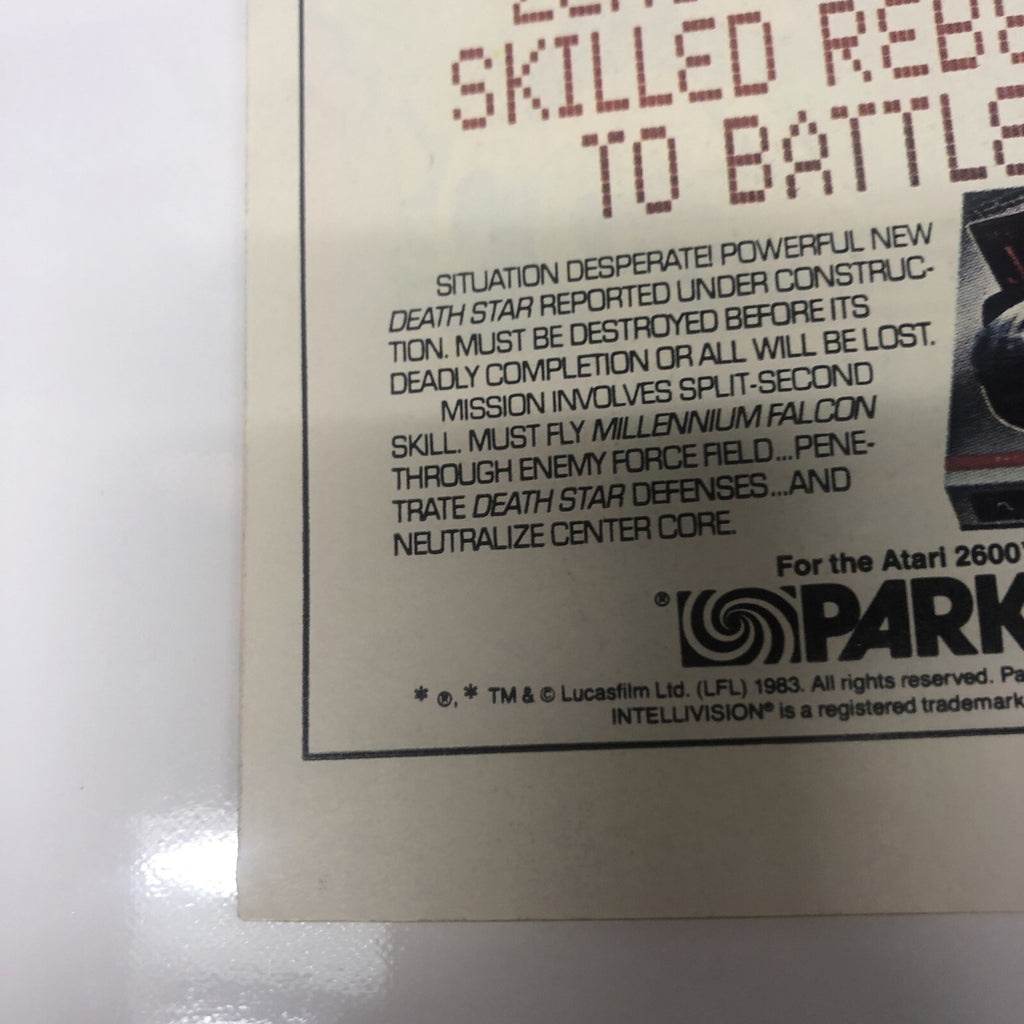 SKILLED
TO BATTLE
SITUATION DESPERATE! POWERFUL NEW
DEATH STAR REPORTED UNDER CONSTRUC-
TION. MUST BE DESTROYED BEFORE ITS
DEADLY COMPLETION OR ALL WILL BE LOST.
MISSION INVOLVES SPLIT-SECOND
SKILL. MUST FLY MILLENNIUM FALCON
THROUGH ENEMY FORCE FIELD...PENE-
TRATE DEATH STAR DEFENSES...AND
NEUTRALIZE CENTER CORE.
For the Atari 2600
® PARK
* ®, * TM & © Lucasfilm Ltd. (LFL) 1983. All rights reserved. Pa
INTELLIVISION® is a registered trademark